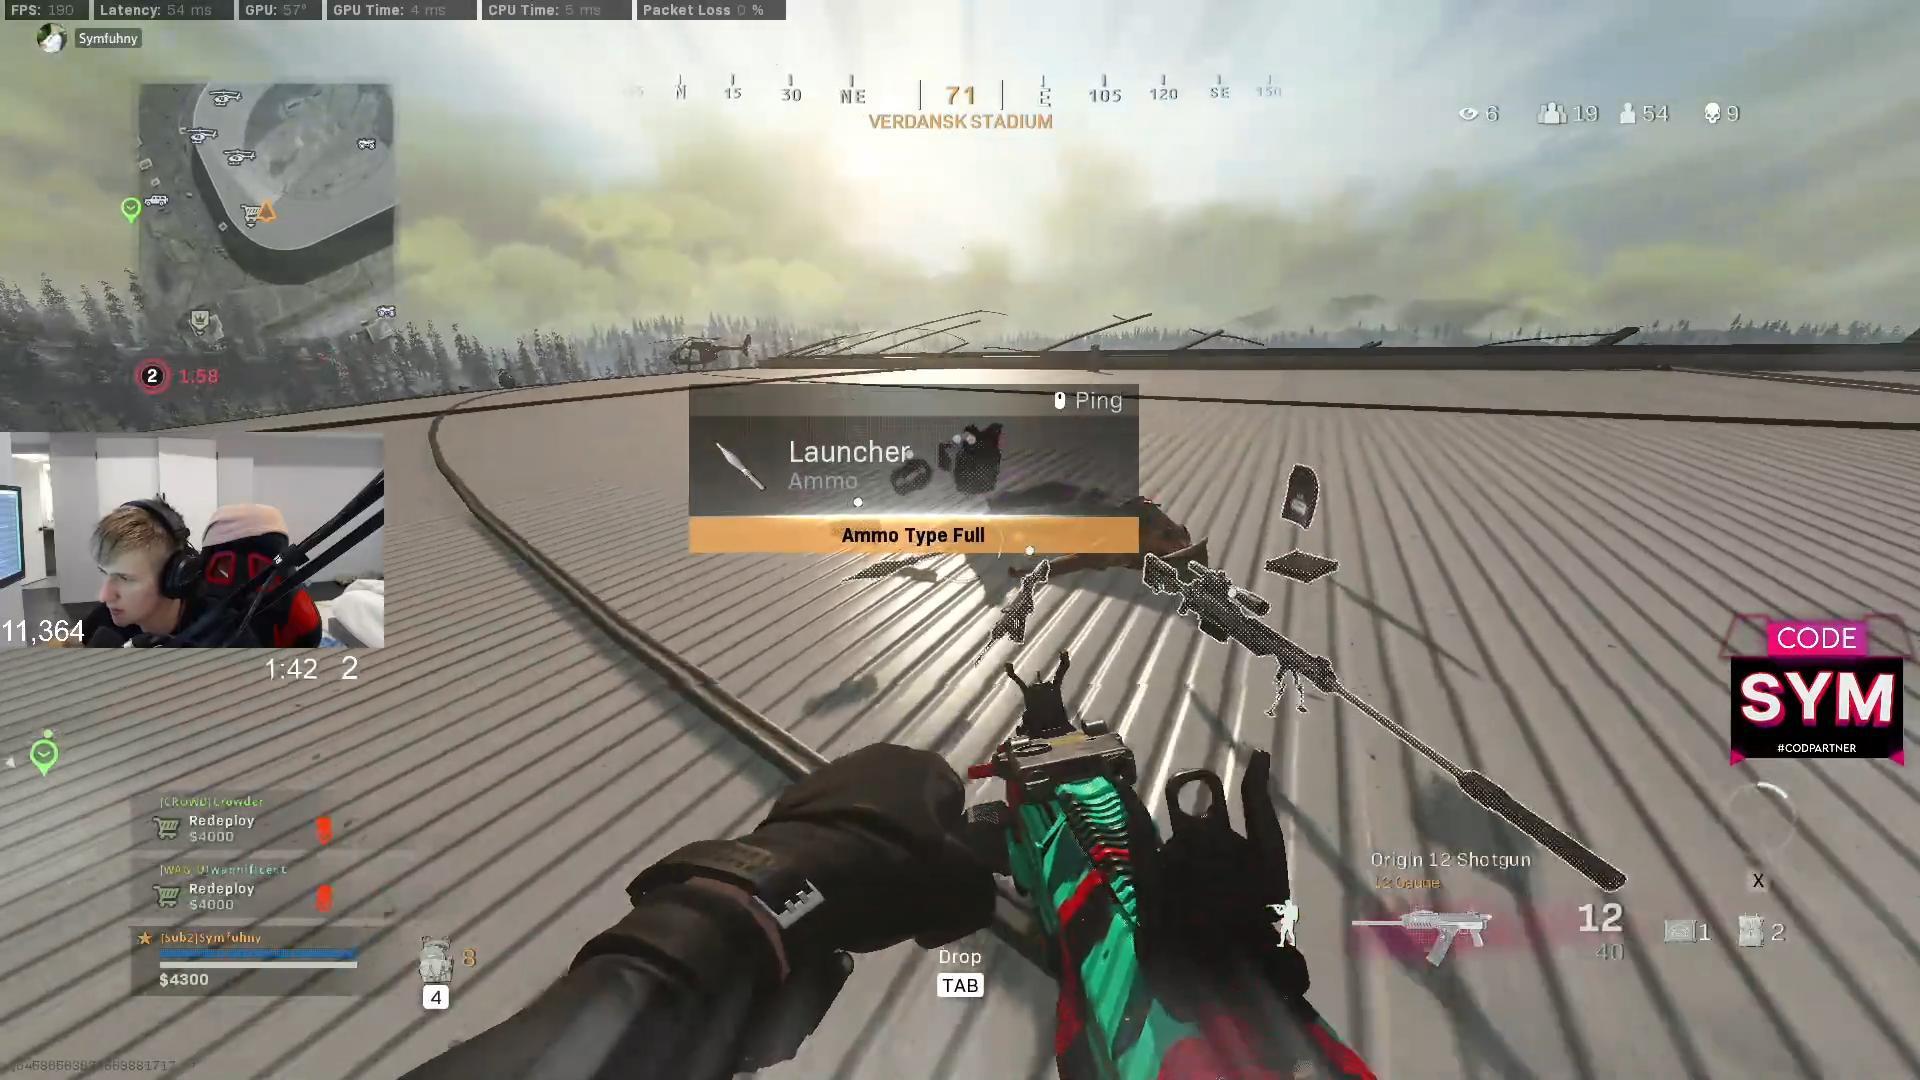 FPS: 190 Latency: 54 ms GPU: 57° GPU Time: 4 ms CPU Time: 5 ms Packet Loss 0 %
Symfuhny
N 15 30 NE 71 E 105 120 SE 150
VERDANSK STADIUM
6 19 54 9
2 1:58
Ping
Launcher
Ammo
Ammo Type Full
11,364
1:42 2
CODE
SYM
#CODPARTNER
[CROWD]Crowder
Redeploy
$4000
Redeploy
$4000
[Sub2]Symfuhny
$4300
8
4
Drop
TAB
Origin 12 Shotgun
12 Gauge
X
12
40
1 2